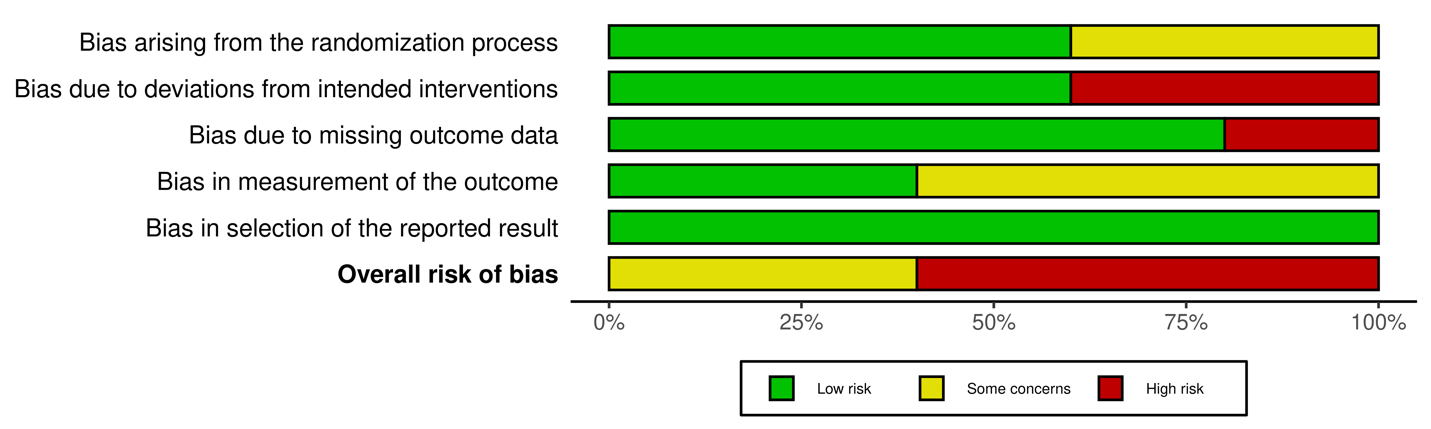 Bias arising from the randomization process
Bias due to deviations from intended interventions
Bias due to missing outcome data
Bias in measurement of the outcome
Bias in selection of the reported result
Overall risk of bias
0% 25% 50% 75% 100%
Low risk Some concerns High risk